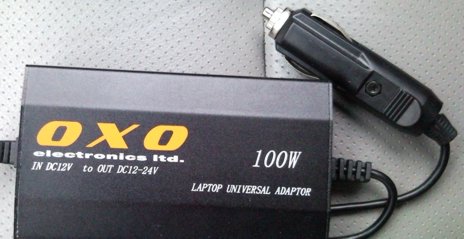 OXO
electronics ltd.
100W
IN DC12V to OUT DC12-24V
LAPTOP UNIVERSAL ADAPTOR